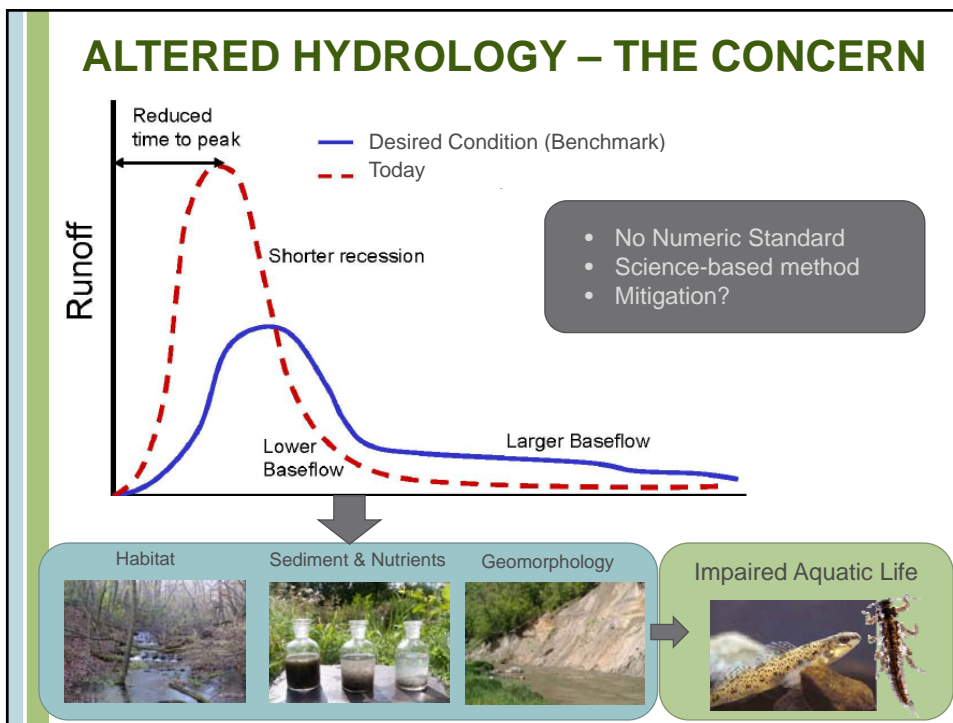 ALTERED HYDROLOGY – THE CONCERN
Reduced
time to peak
Desired Condition (Benchmark)
Today
Runoff
Shorter recession
• No Numeric Standard
• Science-based method
• Mitigation?
Lower
Baseflow
Larger Baseflow
Habitat
Sediment & Nutrients
Geomorphology
Impaired Aquatic Life